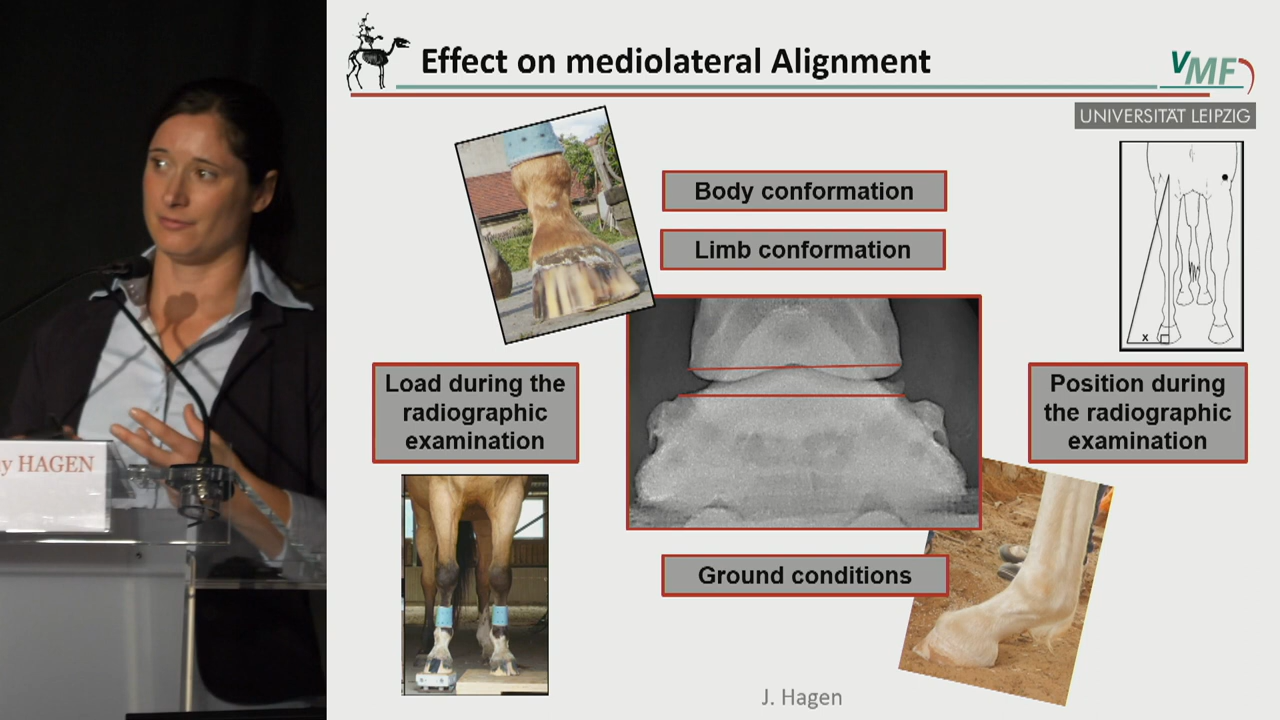 Effect on mediolateral Alignment
VMF
UNIVERSITÄT LEIPZIG
Body conformation
Limb conformation
Load during the
radiographic
examination
Position during
the radiographic
examination
x
Ground conditions
y HAGEN
J. Hagen